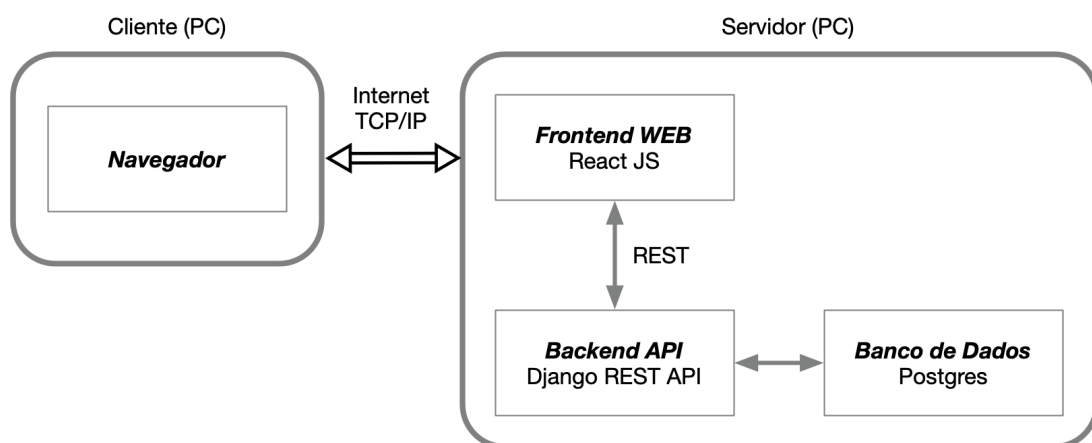 Cliente (PC)
Servidor (PC)
Navegador
Internet
TCP/IP
Frontend WEB
React JS
REST
Backend API
Django REST API
Banco de Dados
Postgres